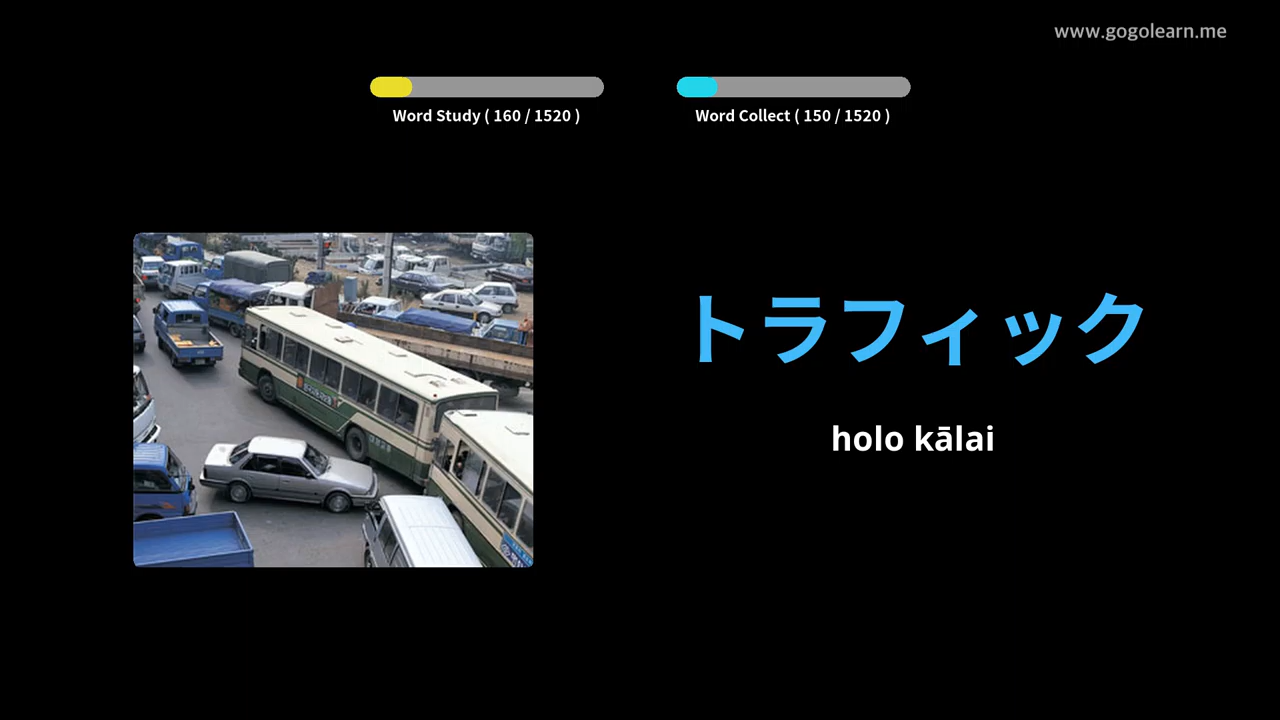 www.gogolearn.me
Word Study ( 160 / 1520 )
Word Collect ( 150 / 1520 )
トラフィック
holo kālai